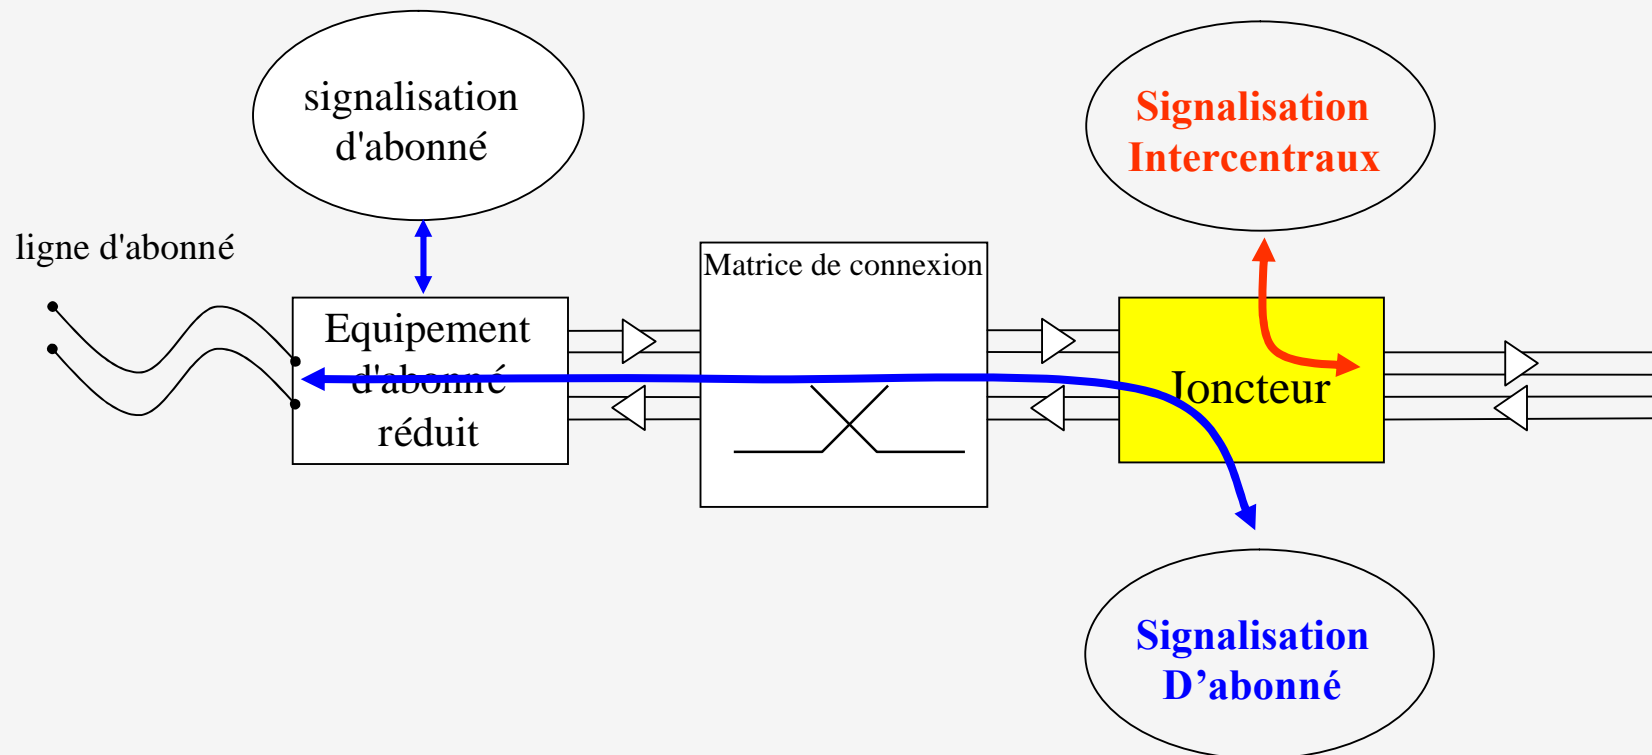 signalisation
d'abonné
Signalisation
Intercentraux
ligne d'abonné
Matrice de connexion
Equipement
d'abonné
réduit
Joncteur
Signalisation
D’abonné